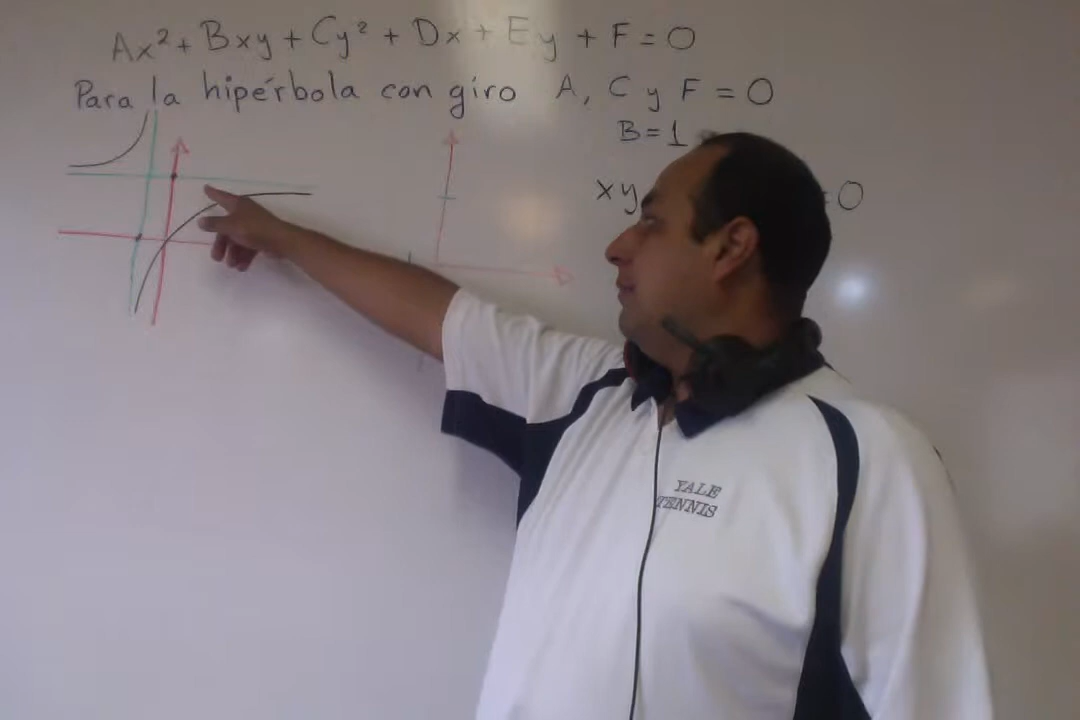 Ax² + Bxy + Cy² + Dx + Ey + F = 0
Para la hipérbola con giro A, C y F = 0
B = 1
xy =0
YALE
TENNIS